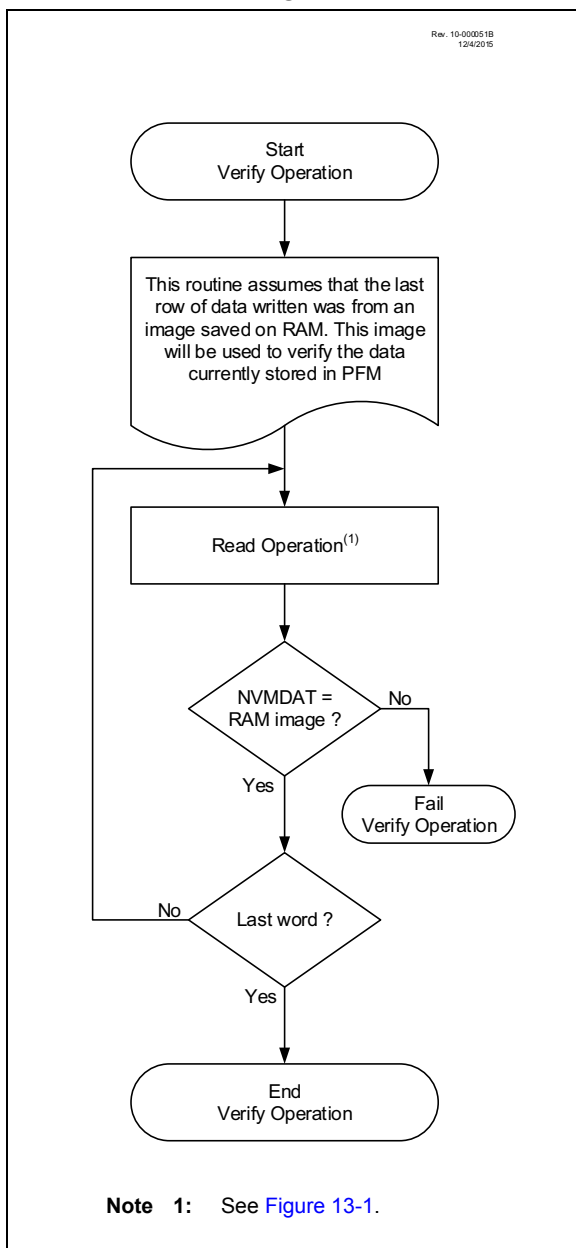 Rev. 10-000051B
12/4/2015
Start
Verify Operation
This routine assumes that the last
row of data written was from an
image saved on RAM. This image
will be used to verify the data
currently stored in PFM
Read Operation(1)
NVMDAT =
RAM image ?
No
Yes
Fail
Verify Operation
No
Last word ?
Yes
End
Verify Operation
Note 1: See Figure 13-1.